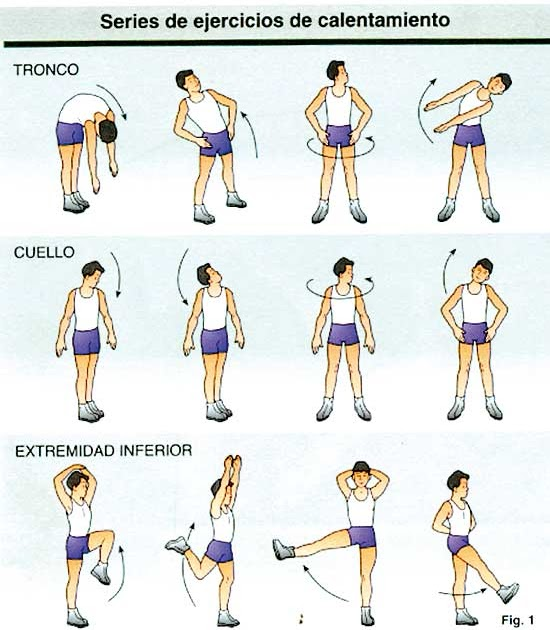 Series de ejercicios de calentamiento
TRONCO
CUELLO
EXTREMIDAD INFERIOR
Fig. 1